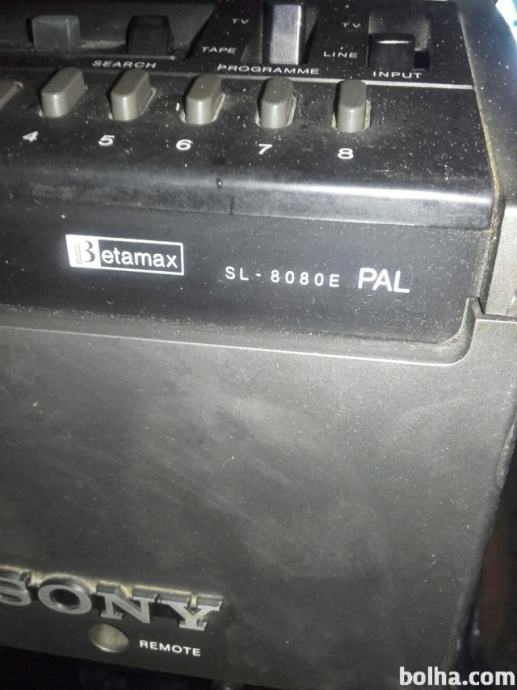 TV TV
TAPE LINE
SEARCH PROGRAMME INPUT
4 5 6 7 8
Betamax SL-8080E PAL
SONY
REMOTE
bolha.com